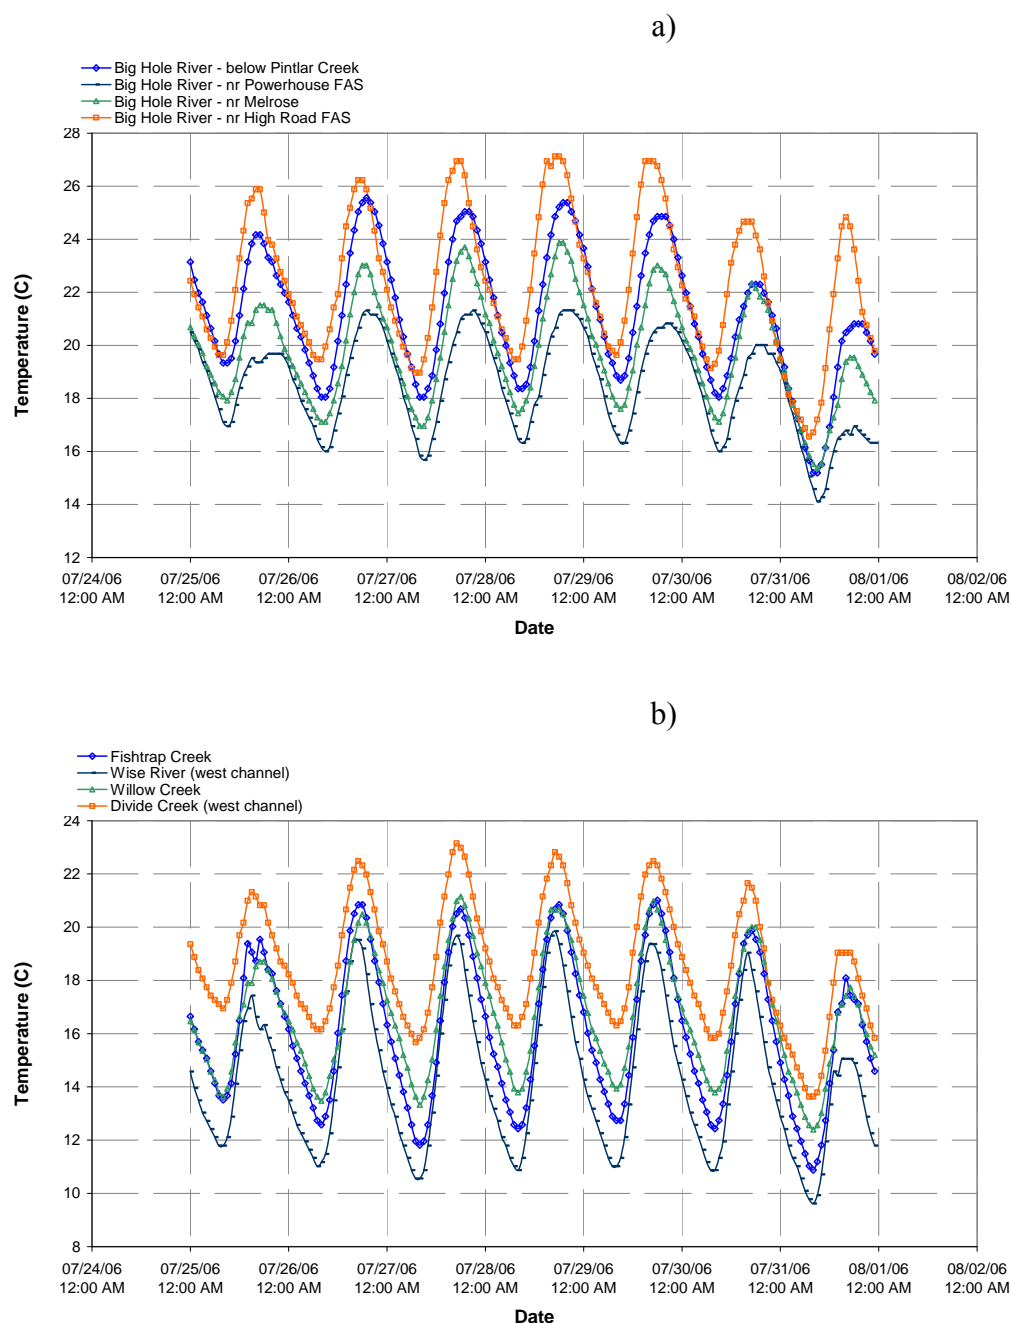 a)
Big Hole River - below Pintlar Creek
Big Hole River - nr Powerhouse FAS
Big Hole River - nr Melrose
Big Hole River - nr High Road FAS
28
26
24
22
20
18
16
14
12
Temperature (C)
07/24/06 07/25/06 07/26/06 07/27/06 07/28/06 07/29/06 07/30/06 07/31/06 08/01/06 08/02/06
12:00 AM 12:00 AM 12:00 AM 12:00 AM 12:00 AM 12:00 AM 12:00 AM 12:00 AM 12:00 AM 12:00 AM
Date
b)
Fishtrap Creek
Wise River (west channel)
Willow Creek
Divide Creek (west channel)
24
22
20
18
16
14
12
10
8
Temperature (C)
07/24/06 07/25/06 07/26/06 07/27/06 07/28/06 07/29/06 07/30/06 07/31/06 08/01/06 08/02/06
12:00 AM 12:00 AM 12:00 AM 12:00 AM 12:00 AM 12:00 AM 12:00 AM 12:00 AM 12:00 AM 12:00 AM
Date